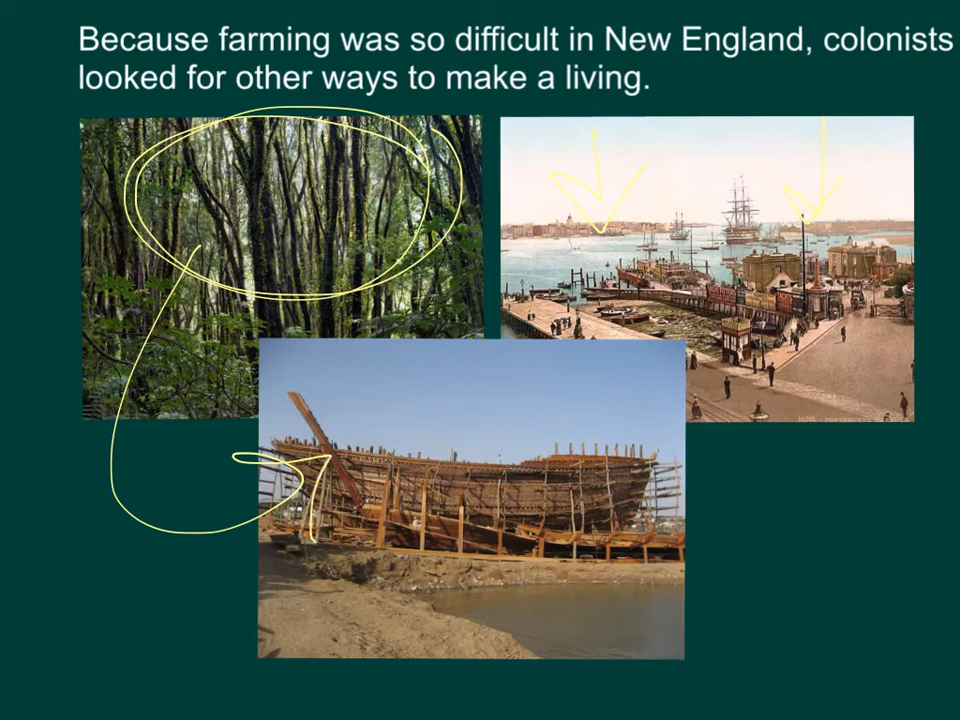 Because farming was so difficult in New England, colonists
looked for other ways to make a living.